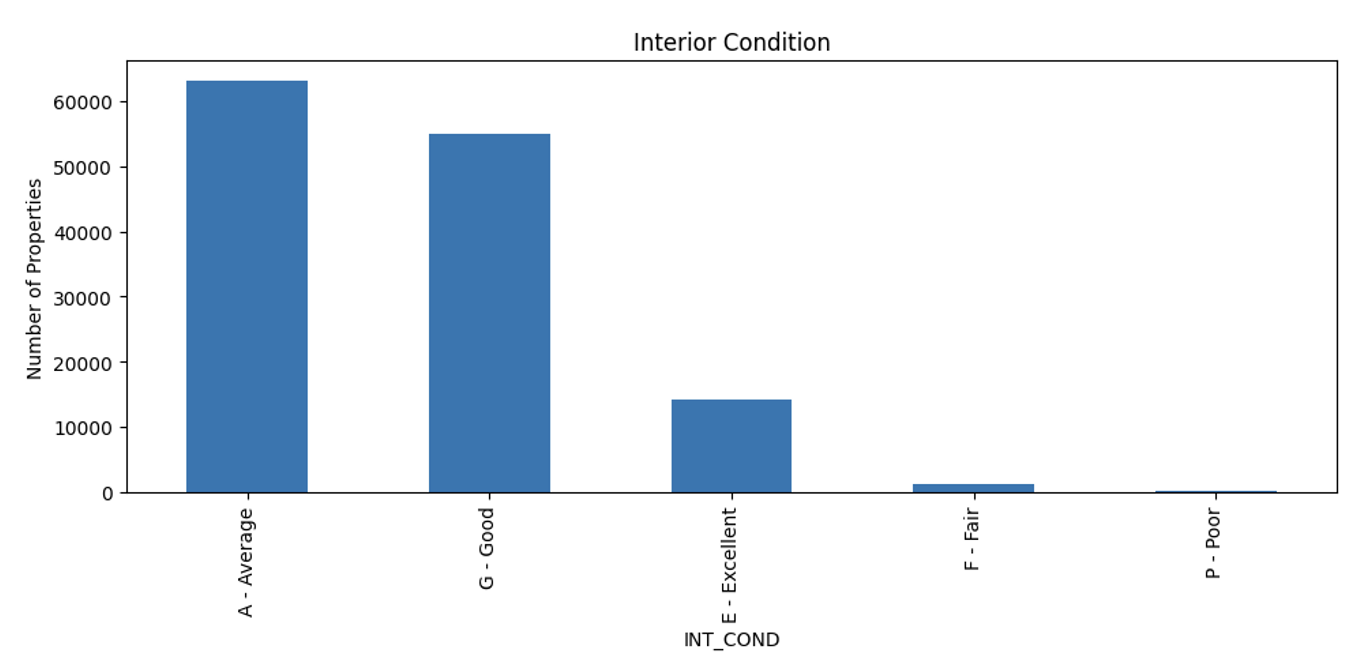 Interior Condition
Number of Properties
60000
50000
40000
30000
20000
10000
0
A - Average
G - Good
E - Excellent
F - Fair
P - Poor
INT_COND